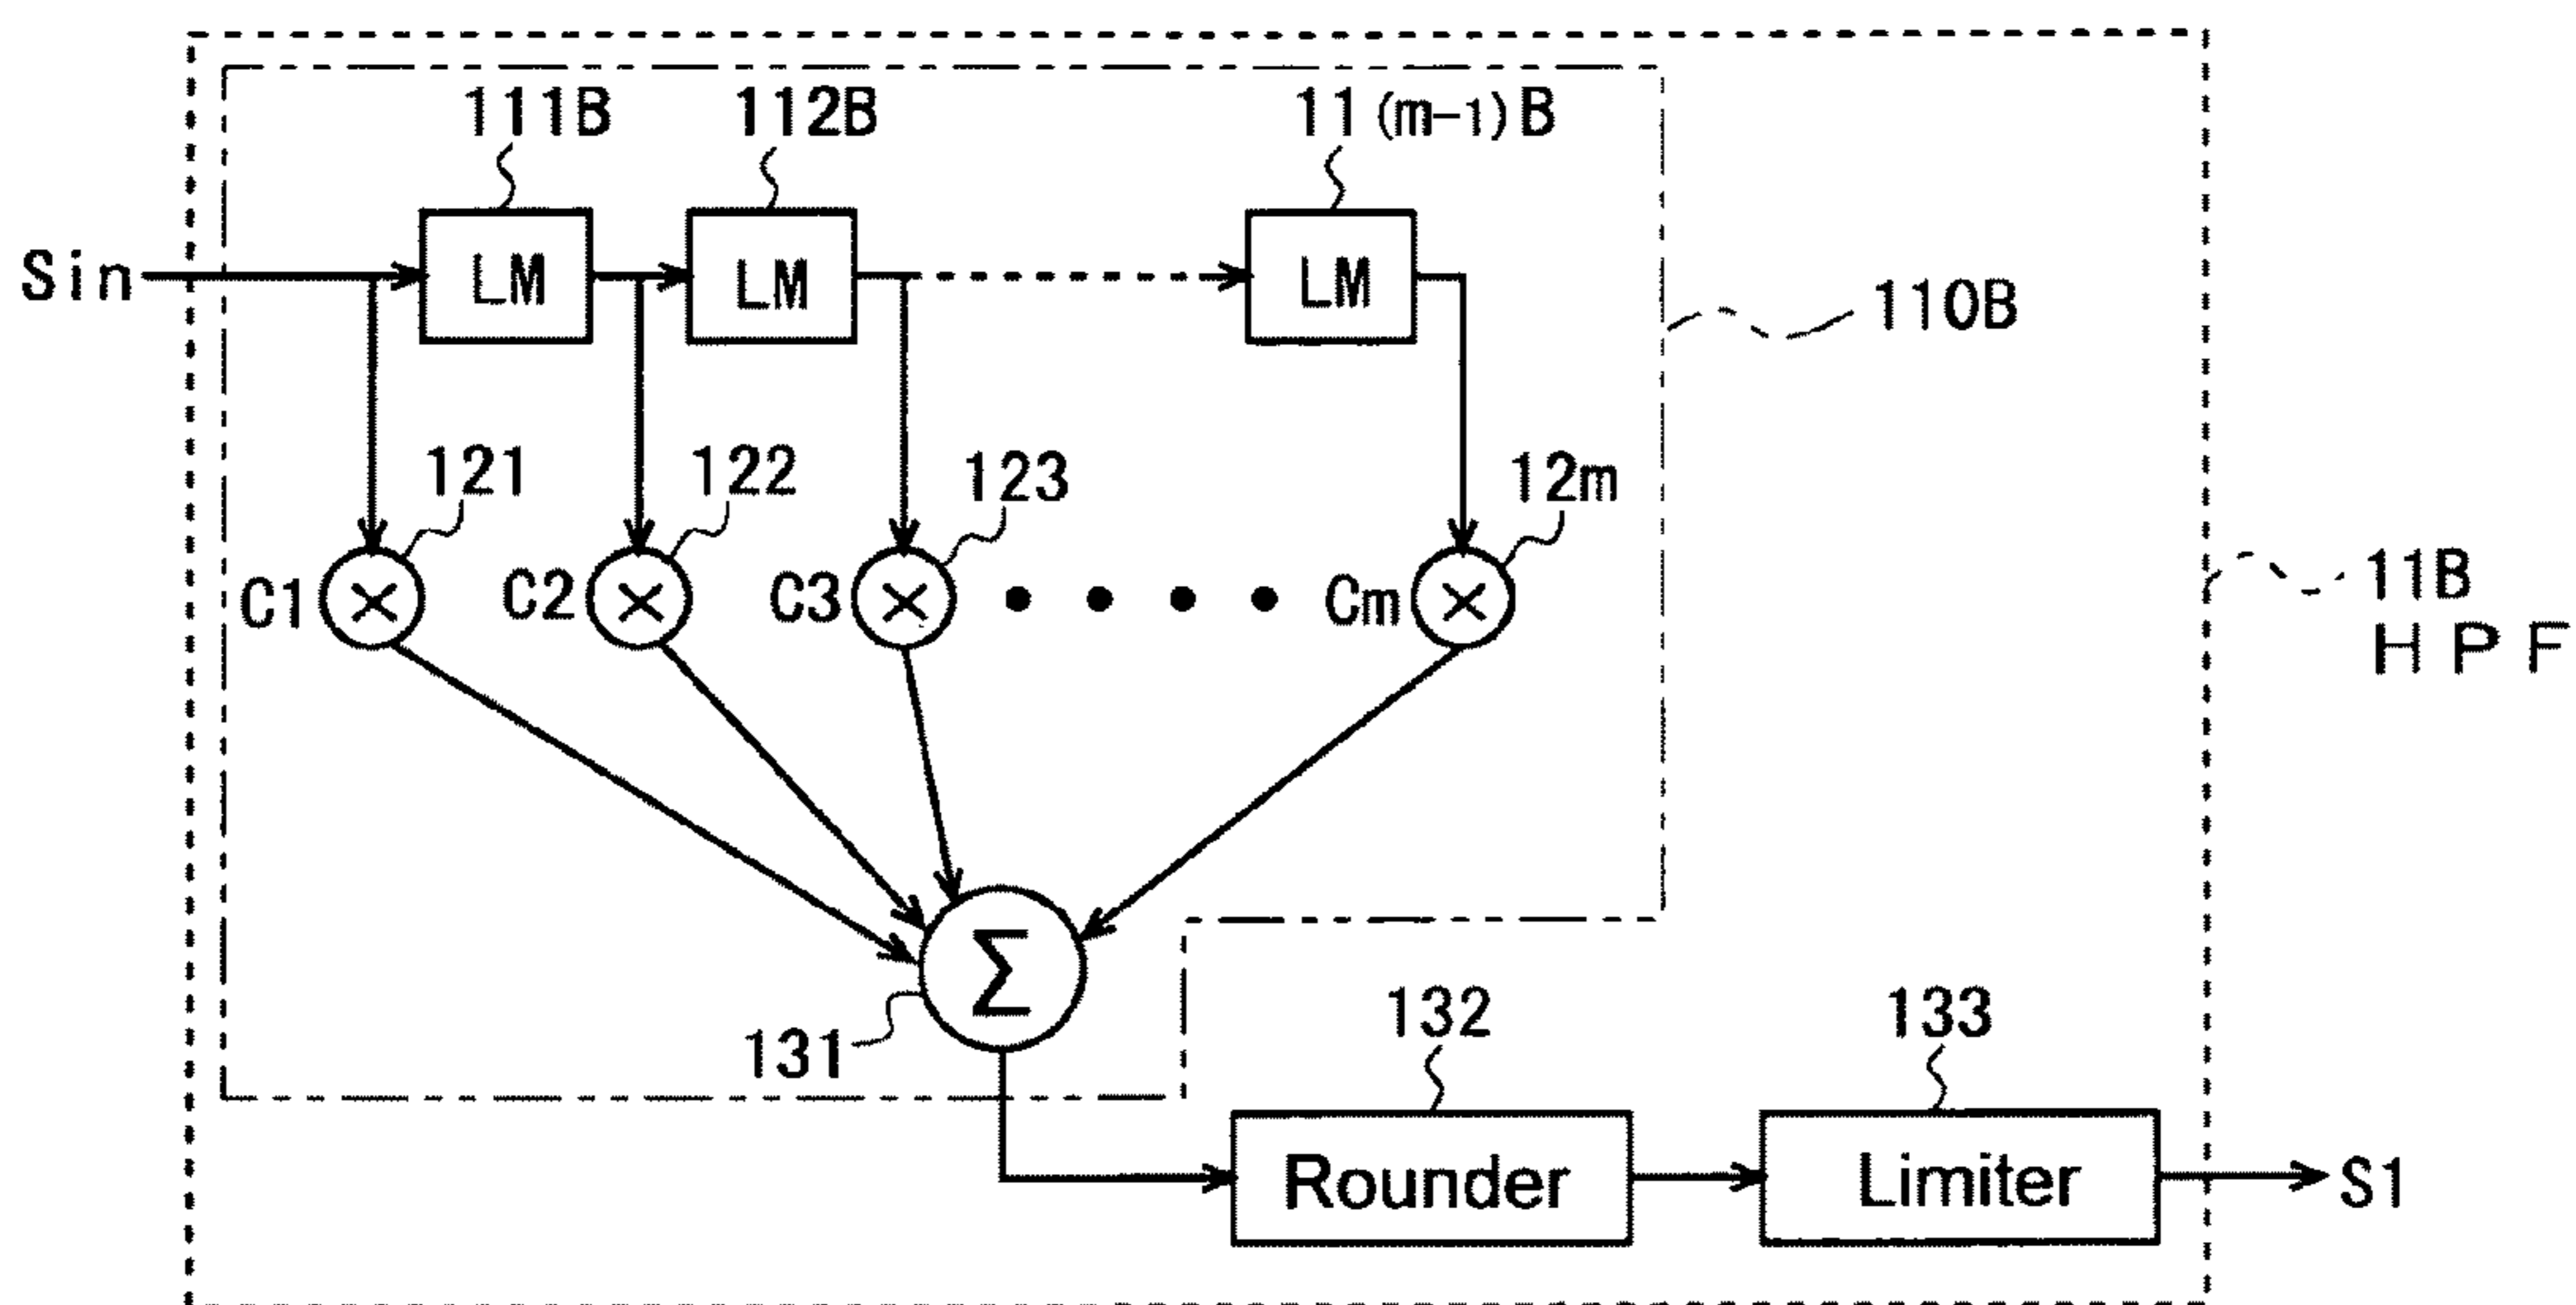 111B 112B 11(m-1)B
Sin LM LM LM 110B
121 122 123 12m
C1 × C2 × C3 × Cm × 11B
HPF
Σ
131 132 133
Rounder Limiter S1